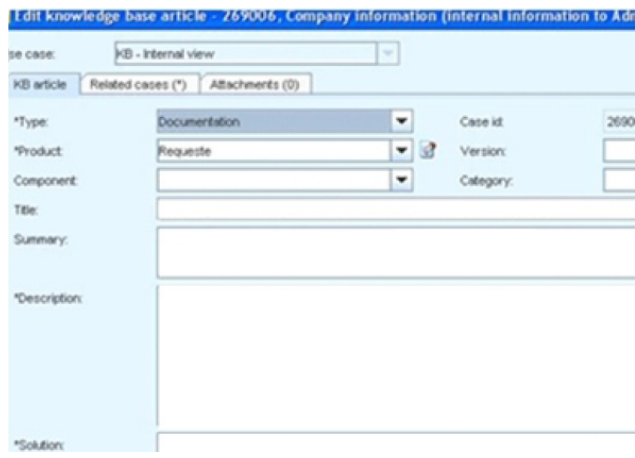 Edit knowledge base article - 269006, Company information (internal information to Adr
se case: KB - Internal view
KB article Related cases (*) Attachments (0)
*Type: Documentation Case id: 2690
*Product: Requeste Version:
Component: Category:
Title:
Summary:
*Description:
*Solution: